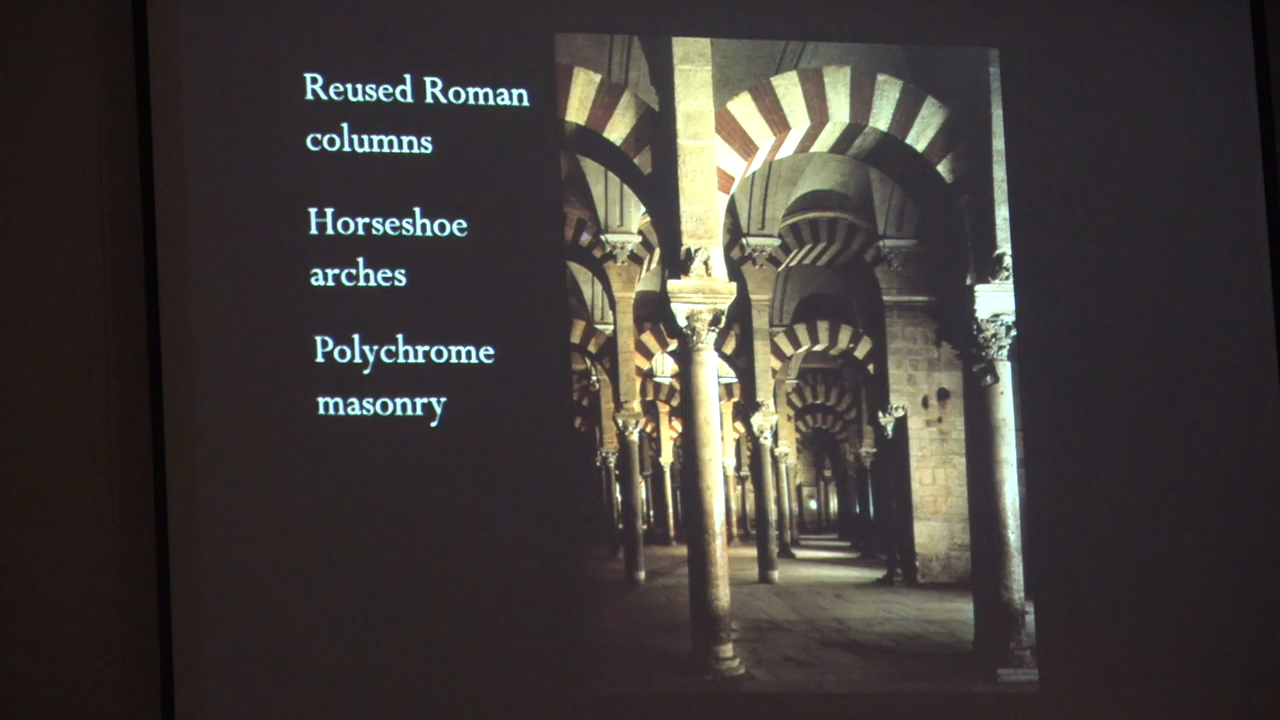 Reused Roman
columns
Horseshoe
arches
Polychrome
masonry